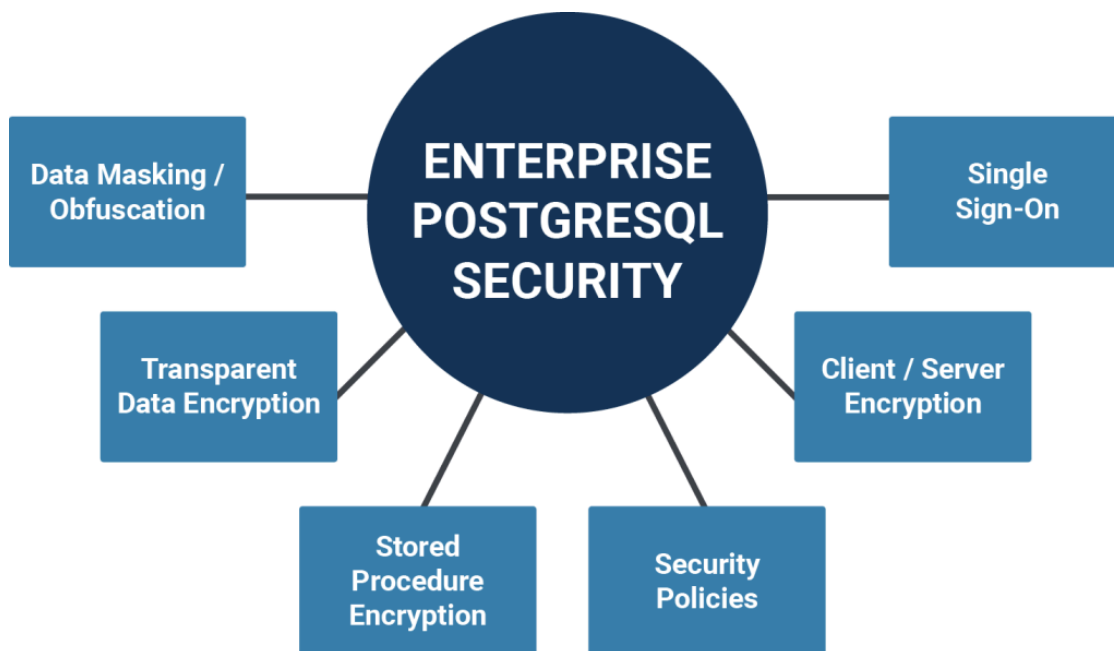 ENTERPRISE
POSTGRESQL
SECURITY
Data Masking /
Obfuscation
Transparent
Data Encryption
Stored
Procedure
Encryption
Security
Policies
Client / Server
Encryption
Single
Sign-On